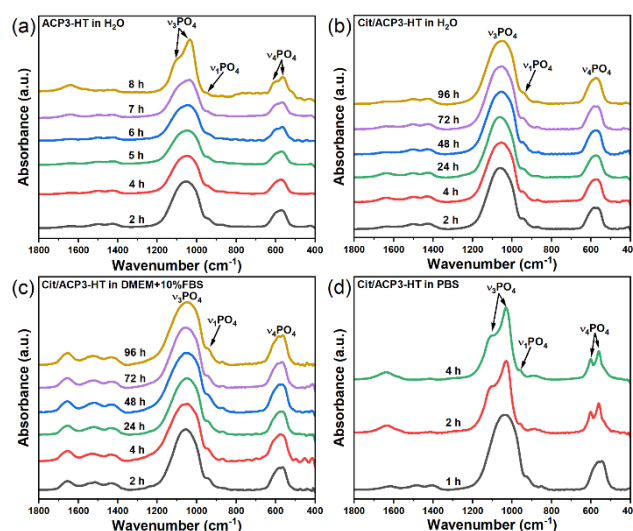 (a)
ACP3-HT in H₂O
ν₃PO₄
ν₄PO₄
ν₁PO₄
8 h
7 h
6 h
5 h
4 h
2 h
Absorbance (a.u.)
1800 1600 1400 1200 1000 800 600 400
Wavenumber (cm⁻¹)
(b)
Cit/ACP3-HT in H₂O
ν₃PO₄
ν₁PO₄
ν₄PO₄
96 h
72 h
48 h
24 h
4 h
2 h
Absorbance (a.u.)
1800 1600 1400 1200 1000 800 600 400
Wavenumber (cm⁻¹)
(c)
Cit/ACP3-HT in DMEM+10%FBS
ν₃PO₄
ν₁PO₄
ν₄PO₄
96 h
72 h
48 h
24 h
4 h
2 h
Absorbance (a.u.)
1800 1600 1400 1200 1000 800 600 400
Wavenumber (cm⁻¹)
(d)
Cit/ACP3-HT in PBS
ν₃PO₄
ν₁PO₄
ν₄PO₄
4 h
2 h
1 h
Absorbance (a.u.)
1800 1600 1400 1200 1000 800 600 400
Wavenumber (cm⁻¹)